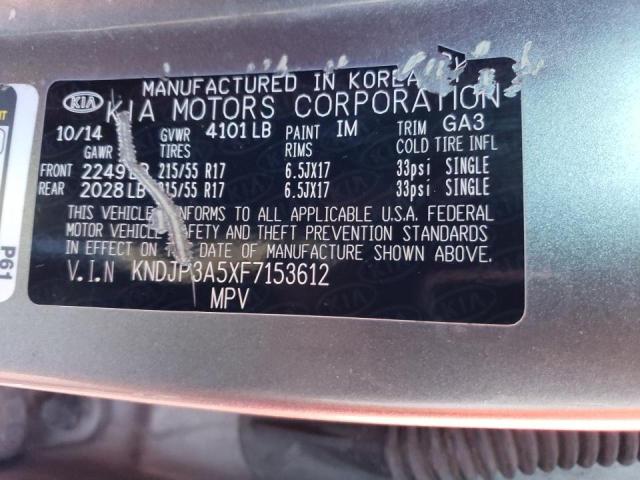 MANUFACTURED IN KOREA
KIA KIA MOTORS CORPORATION
10/14 GVWR 4101 LB PAINT IM TRIM GA3
GAWR TIRES RIMS COLD TIRE INFL
FRONT 2249 LB 215/55 R17 6.5JX17 33psi SINGLE
REAR 2028 LB 215/55 R17 6.5JX17 33psi SINGLE
THIS VEHICLE CONFORMS TO ALL APPLICABLE U.S.A. FEDERAL
MOTOR VEHICLE SAFETY AND THEFT PREVENTION STANDARDS
IN EFFECT ON THE DATE OF MANUFACTURE SHOWN ABOVE.
V.I.N KNDJP3A5XF7153612
MPV
P61